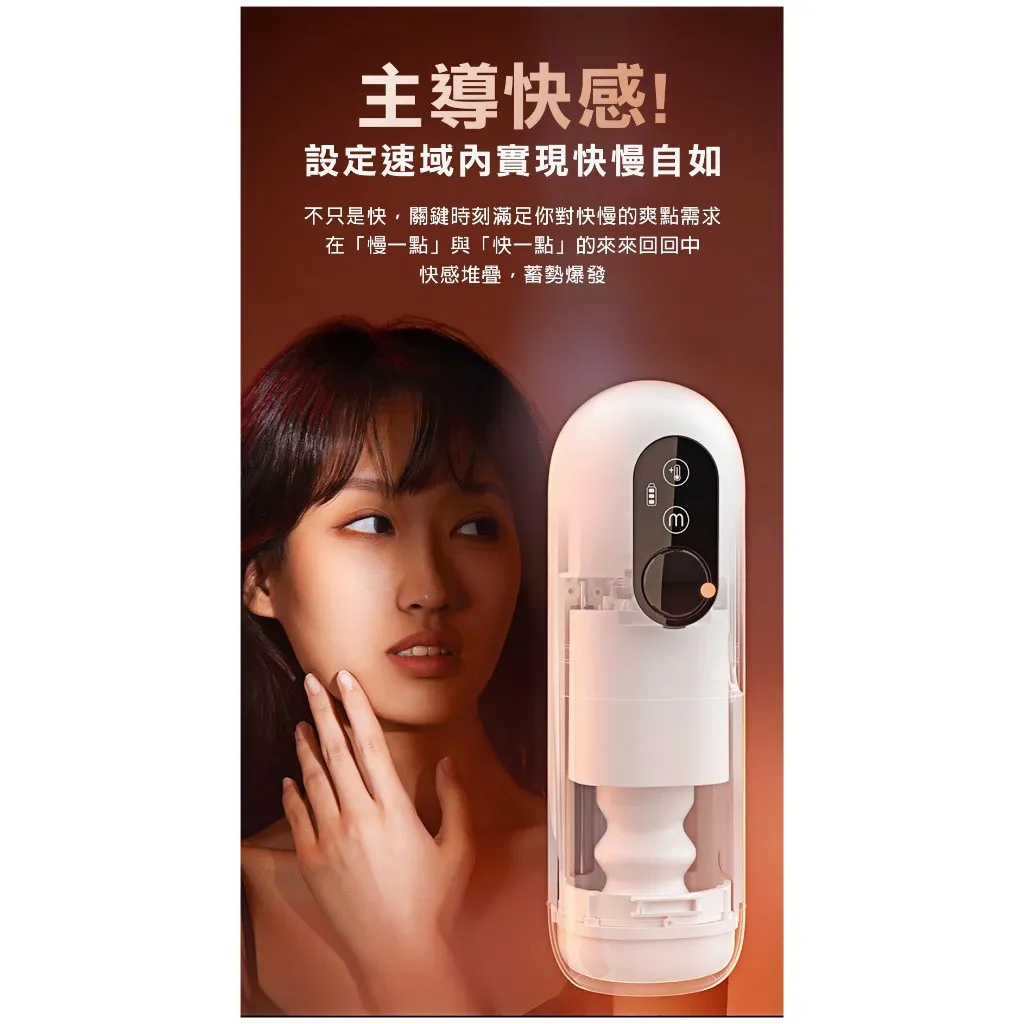 主導快感!
設定速域內實現快慢自如
不只是快，關鍵時刻滿足你對快慢的爽點需求
在「慢一點」與「快一點」的來來回回中
快感堆疊，蓄勢爆發
m